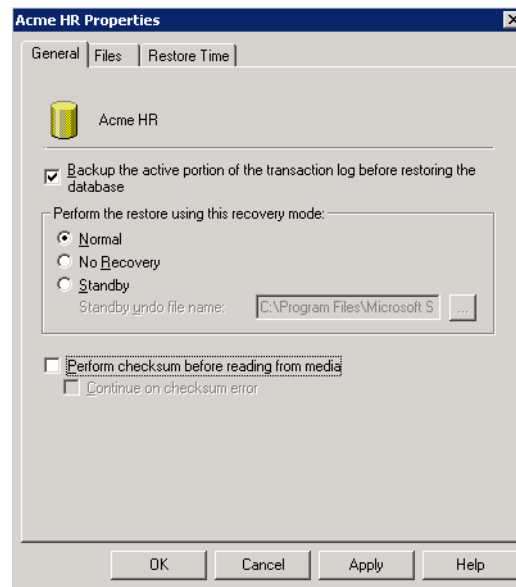 Acme HR Properties
General Files Restore Time
Acme HR
Backup the active portion of the transaction log before restoring the
database
Perform the restore using this recovery mode:
Normal
No Recovery
Standby
Standby undo file name: C:\Program Files\Microsoft S ...
Perform checksum before reading from media
Continue on checksum error
OK Cancel Apply Help